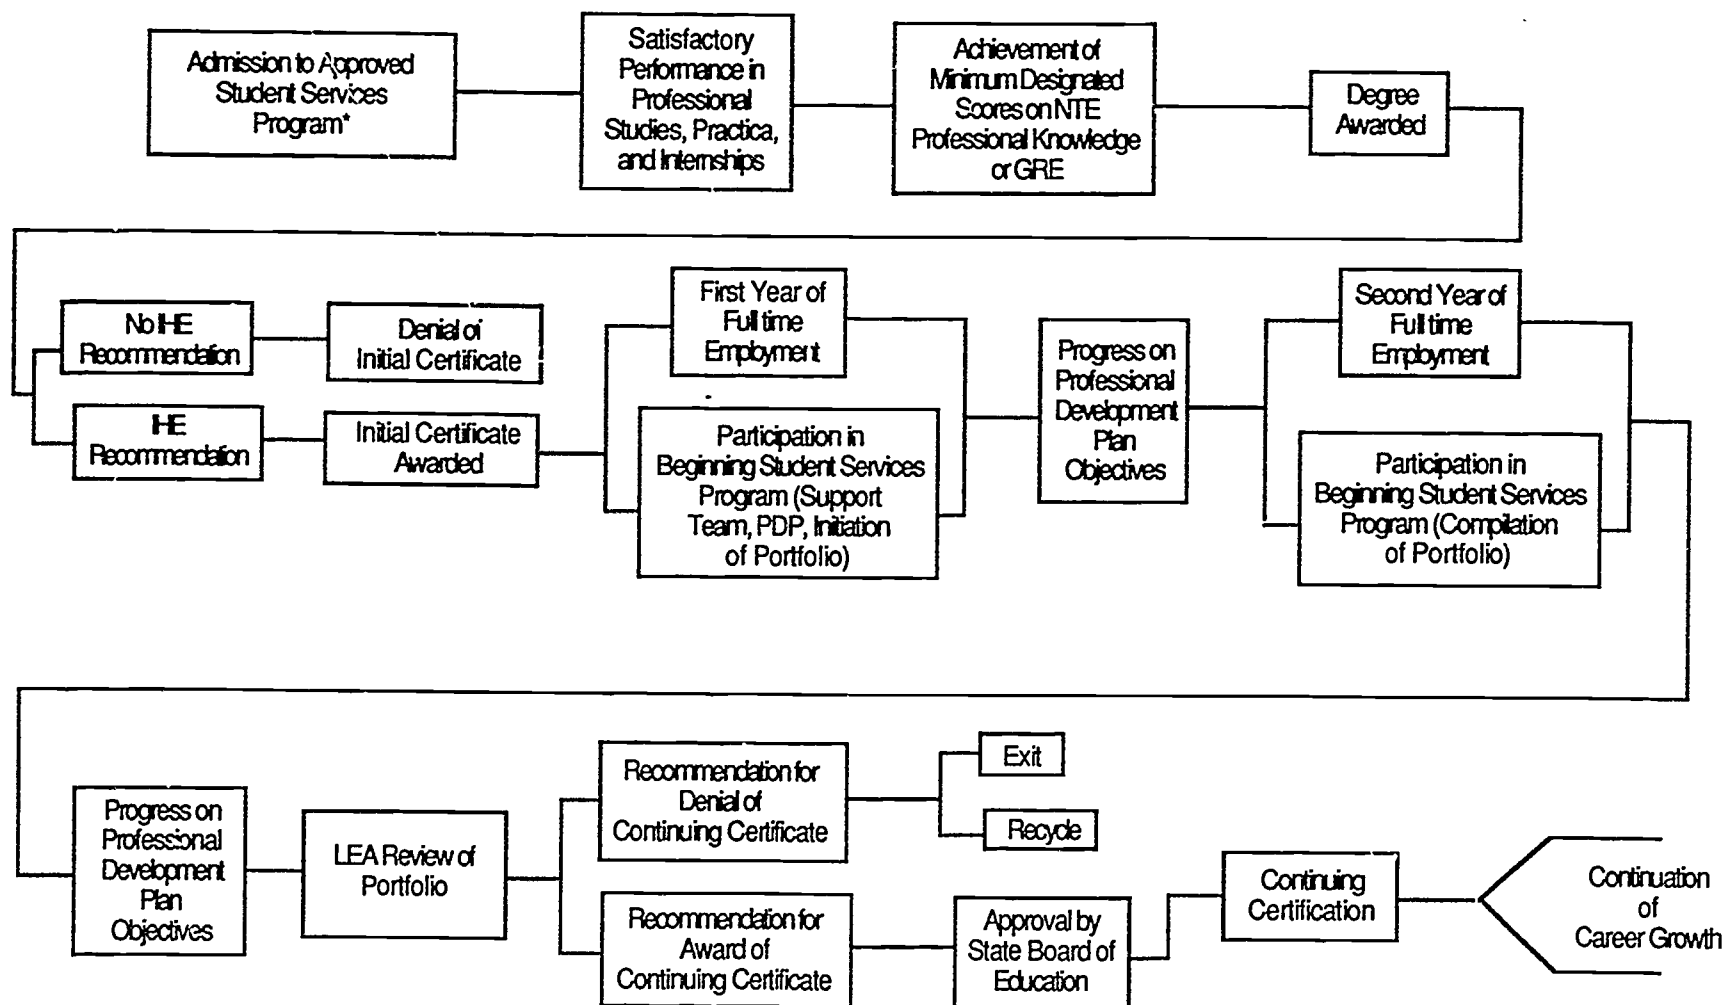 Admission to Approved
Student Services
Program*
Satisfactory
Performance in
Professional
Studies, Practica,
and Internships
Achievement of
Minimum Designated
Scores on NTE
Professional Knowledge
or GRE
Degree
Awarded
No IHE
Recommendation
Denial of
Initial Certificate
IHE
Recommendation
Initial Certificate
Awarded
First Year of
Full time
Employment
Participation in
Beginning Student Services
Program (Support
Team, PDP, Initiation
of Portfolio)
Progress on
Professional
Development
Plan
Objectives
Second Year of
Full time
Employment
Participation in
Beginning Student Services
Program (Compilation
of Portfolio)
Progress on
Professional
Development
Plan
Objectives
LEA Review of
Portfolio
Recommendation for
Denial of
Continuing Certificate
Exit
Recycle
Recommendation for
Award of
Continuing Certificate
Approval by
State Board of
Education
Continuing
Certification
Continuation
of
Career Growth